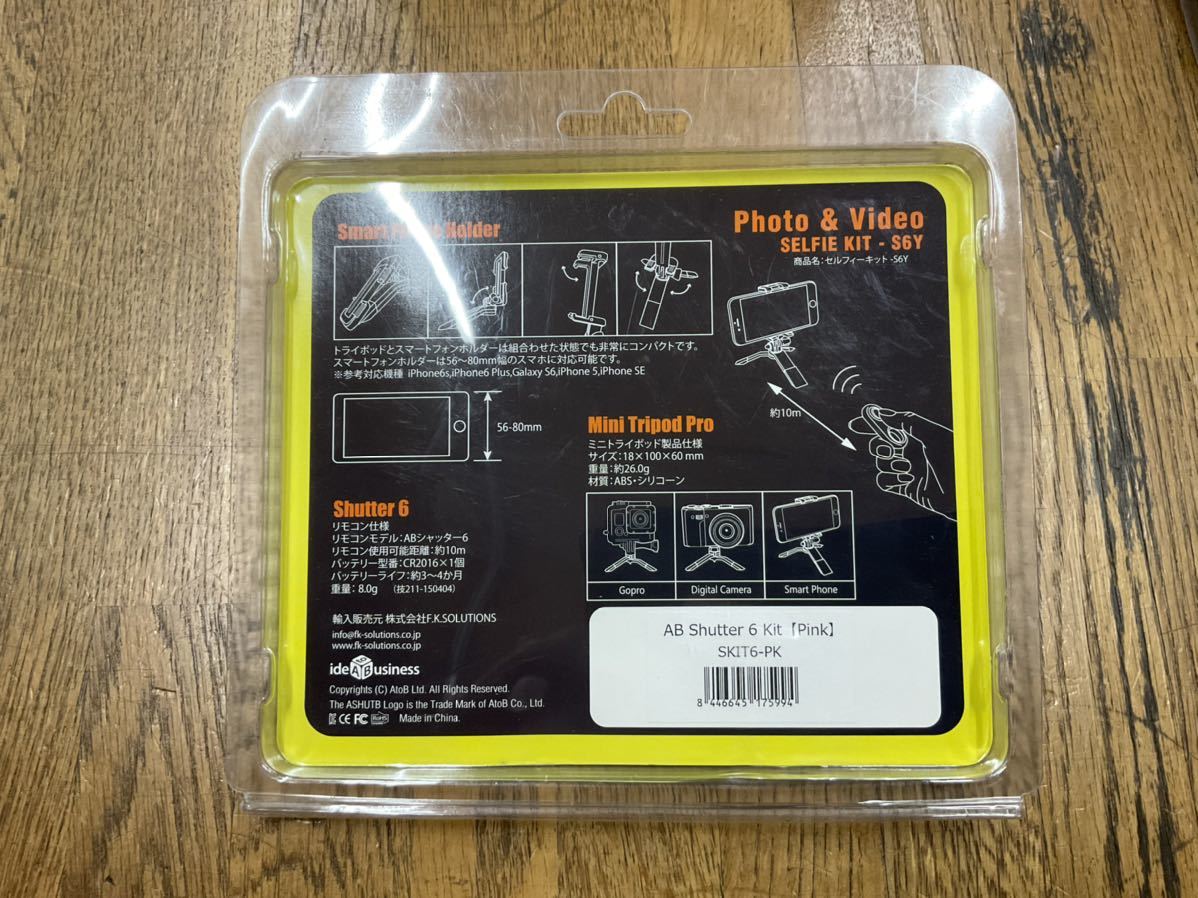 Smart Holder
トライポッドとスマートフォンホルダーは組合わせた状態でも非常にコンパクトです。
スマートフォンホルダーは56〜80mm幅のスマホに対応可能です。
※参考対応機種 iPhone6s,iPhone6 Plus,Galaxy S6,iPhone 5,iPhone SE
56-80mm
Shutter 6
リモコン仕様
リモコンモデル:ABシャッター6
リモコン使用可能距離:約10m
バッテリー型番:CR2016×1個
バッテリーライフ:約3〜4か月
重量:8.0g (技211-150404)
輸入販売元 株式会社F.K.SOLUTIONS
info@fk-solutions.co.jp
www.fk-solutions.co.jp
ideABusiness
Copyrights (C) AtoB Ltd. All Rights Reserved.
The ASHUTB Logo is the Trade Mark of AtoB Co., Ltd.
CE FC RoHS Made in China.
Photo & Video
SELFIE KIT - S6Y
商品名:セルフィーキット -S6Y
約10m
Mini Tripod Pro
ミニトライポッド製品仕様
サイズ:18×100×60 mm
重量:約26.0g
材質:ABS・シリコーン
Gopro
Digital Camera
Smart Phone
AB Shutter 6 Kit【Pink】
SKIT6-PK
8 446645 175994